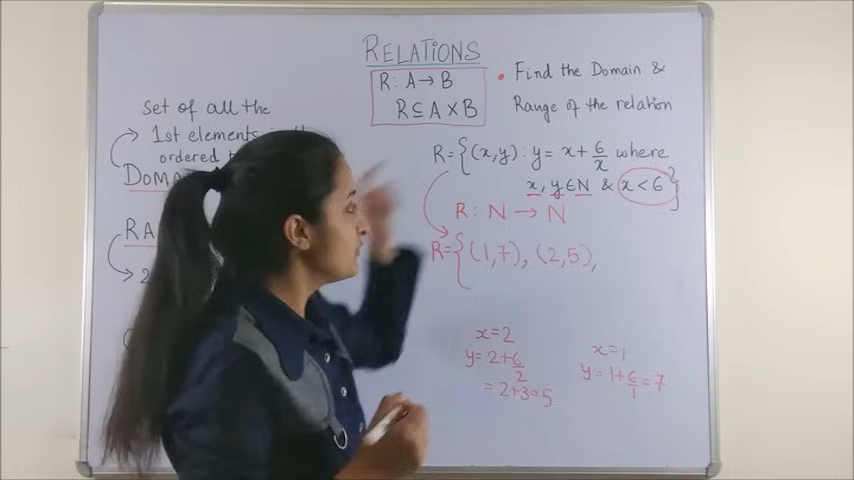 RELATIONS
R: A → B
R ⊆ A × B
• Find the Domain &
Range of the relation
Set of all the
1st elements
ordered
DOMA
RA
2
R = {(x, y) : y = x + 6/x where
x, y ∈ N & x < 6}
R: N → N
R = {(1, 7), (2, 5),
x = 2
y = 2 + 6/2
= 2 + 3 = 5
x = 1
y = 1 + 6/1 = 7